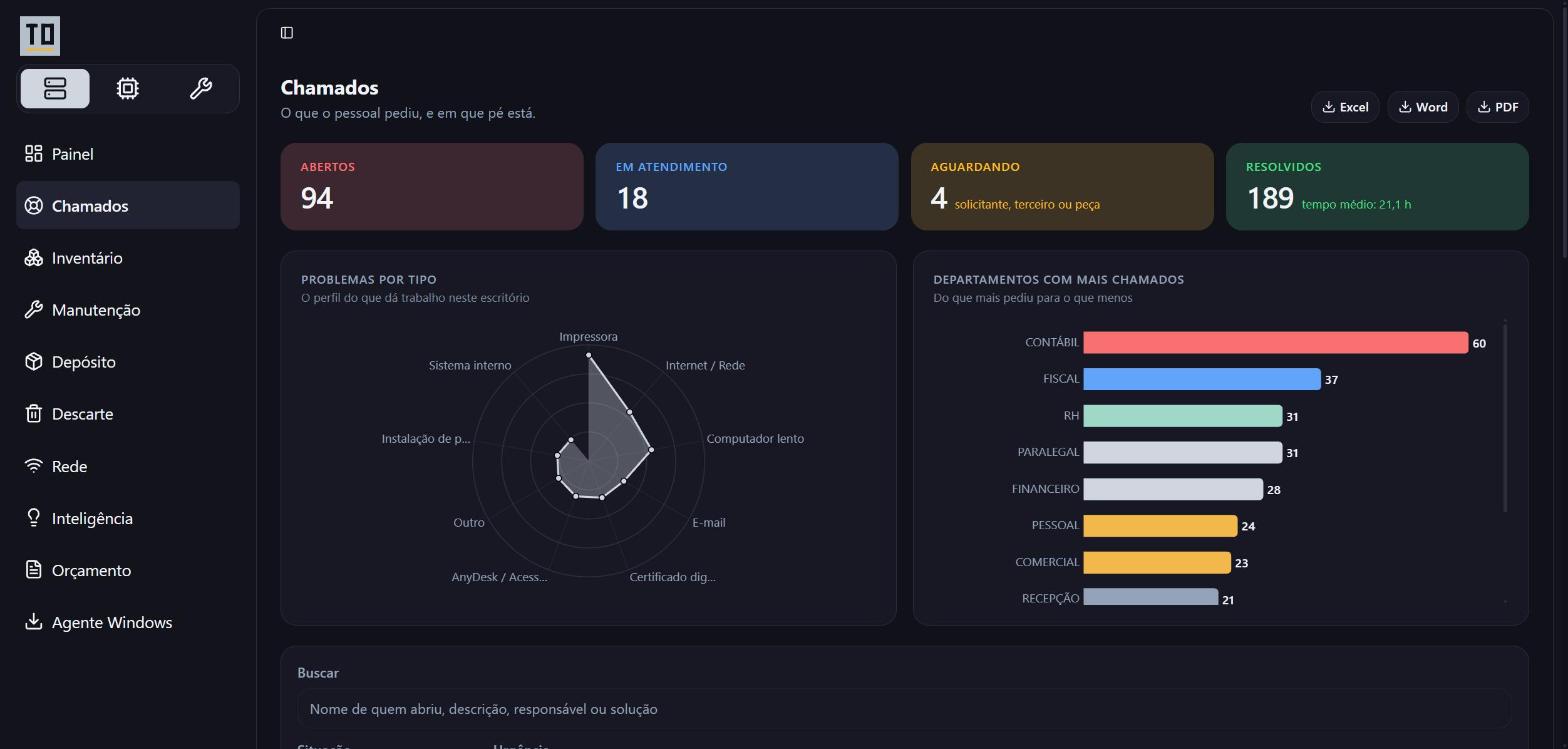 TO
Painel
Chamados
Inventário
Manutenção
Depósito
Descarte
Rede
Inteligência
Orçamento
Agente Windows
Chamados
O que o pessoal pediu, e em que pé está.
Excel
Word
PDF
ABERTOS
94
EM ATENDIMENTO
18
AGUARDANDO
4 solicitante, terceiro ou peça
RESOLVIDOS
189 tempo médio: 21,1 h
PROBLEMAS POR TIPO
O perfil do que dá trabalho neste escritório
Impressora
Internet / Rede
Computador lento
E-mail
Certificado dig...
AnyDesk / Acess...
Outro
Instalação de p...
Sistema interno
DEPARTAMENTOS COM MAIS CHAMADOS
Do que mais pediu para o que menos
CONTÁBIL 60
FISCAL 37
RH 31
PARALEGAL 31
FINANCEIRO 28
PESSOAL 24
COMERCIAL 23
RECEPÇÃO 21
Buscar
Nome de quem abriu, descrição, responsável ou solução
Situação
Urgência